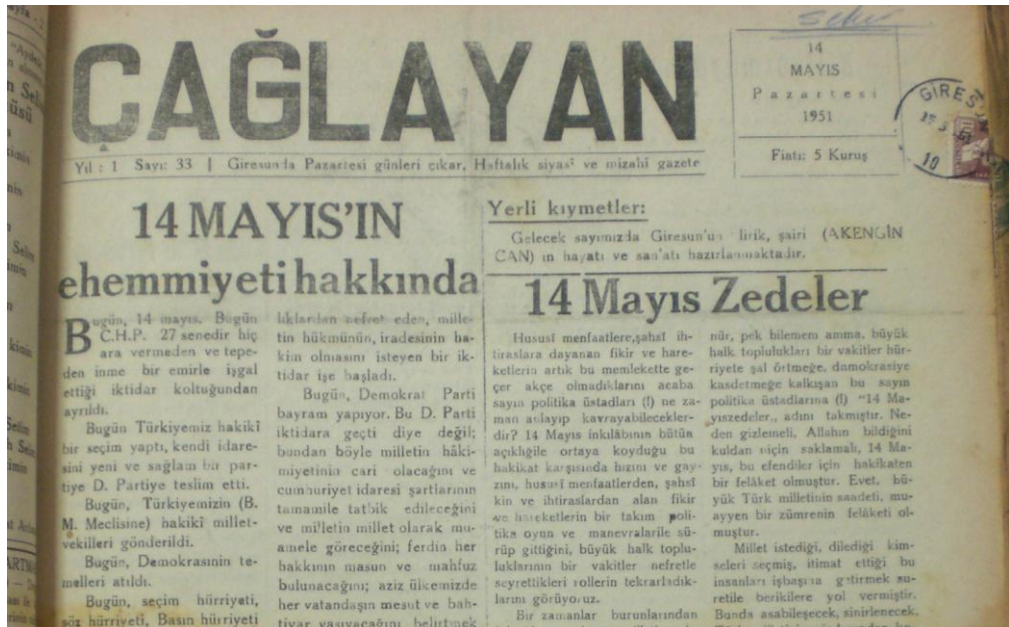 ÇAĞLAYAN
14
MAYIS
Pazartesi
1951
Fiatı: 5 Kuruş
GİRESUN
10
Yıl : 1 Sayı: 33 | Giresunda Pazartesi günleri çıkar, Haftalık siyasî ve mizahî gazete
14 MAYIS'IN
ehemmiyeti hakkında
Bugün, 14 mayıs. Bugün
C.H.P. 27 senedir hiç
ara vermeden ve tepe-
den inme bir emirle işgal
ettiği iktidar koltuğundan
ayrıldı.
Bugün Türkiyemiz hakikî
bir seçim yaptı, kendi idare-
sini yeni ve sağlam bir par-
tiye D. Partiye teslim etti.
Bugün, Türkiyemizin (B.
M. Meclisine) hakikî millet-
vekilleri gönderildi.
Bugün, Demokrasinin te-
melleri atıldı.
Bugün, seçim hürriyeti,
söz hürriyeti, Basın hürriyeti
lıklardan nefret eden, mille-
tin hükmünün, iradesinin ha-
kim olmasını isteyen bir ik-
tidar işe başladı.
Bugün, Demokrat Parti
bayram yapıyor. Bu D. Parti
iktidara geçti diye değil;
bundan böyle milletin hâki-
miyetinin cari olacağını ve
cumhuriyet idaresi şartlarının
tamamile tatbik edileceğini
ve milletin millet olarak mu-
amele göreceğini; ferdin her
hakkının masun ve mahfuz
bulunacağını; aziz ülkemizde
her vatandaşın mesut ve bah-
tiyar yaşıyacağını belirtmek
Yerli kıymetler:
Gelecek sayımızda Giresun'un lirik, şairi (AKENGİN
CAN) ın hayatı ve san'atı hazırlanmaktadır.
14 Mayıs Zedeler
Hususî menfaatlere,şahsî ih-
tiraslara dayanan fikir ve hare-
ketlerin artık bu memlekette ge-
çer akçe olmadıklarını acaba
sayın politika üstadları (!) ne za-
man anlayıp kavrayabilecekler-
dir? 14 Mayıs inkılâbının bütün
açıklığile ortaya koyduğu bu
hakikat karşısında hızını ve gay-
zını, hususî menfaatlerden, şahsî
kin ve ihtiraslardan alan fikir
ve hareketlerin bir takım poli-
tika oyun ve manevralarile sü-
rüp gittiğini, büyük halk toplu-
luklarının bir vakitler nefretle
seyrettikleri rollerin tekrarladık-
larını görüyoruz.
Bir zamanlar burunlarından
nür, pek bilemem amma, büyük
halk toplulukları bir vakitler hür-
riyete şal örtmeğe, damokrasiye
kasdetmeğe kalkışan bu sayın
politika üstadlarına (!) "14 Ma-
yıszedeler,, adını takmıştır. Ne-
den gizlemeli, Allahın bildiğini
kuldan niçin saklamalı, 14 Ma-
yıs, bu efendiler için hakikaten
bir felâket olmuştur. Evet, bü-
yük Türk milletinin saadeti, mu-
ayyen bir zümrenin felâketi ol-
muştur.
Millet istediği, dilediği kim-
seleri seçmiş, itimat ettiği bu
insanları işbaşına getirmek su-
retile berikilere yol vermiştir.
Bunda asabileşecek, sinirlenecek,